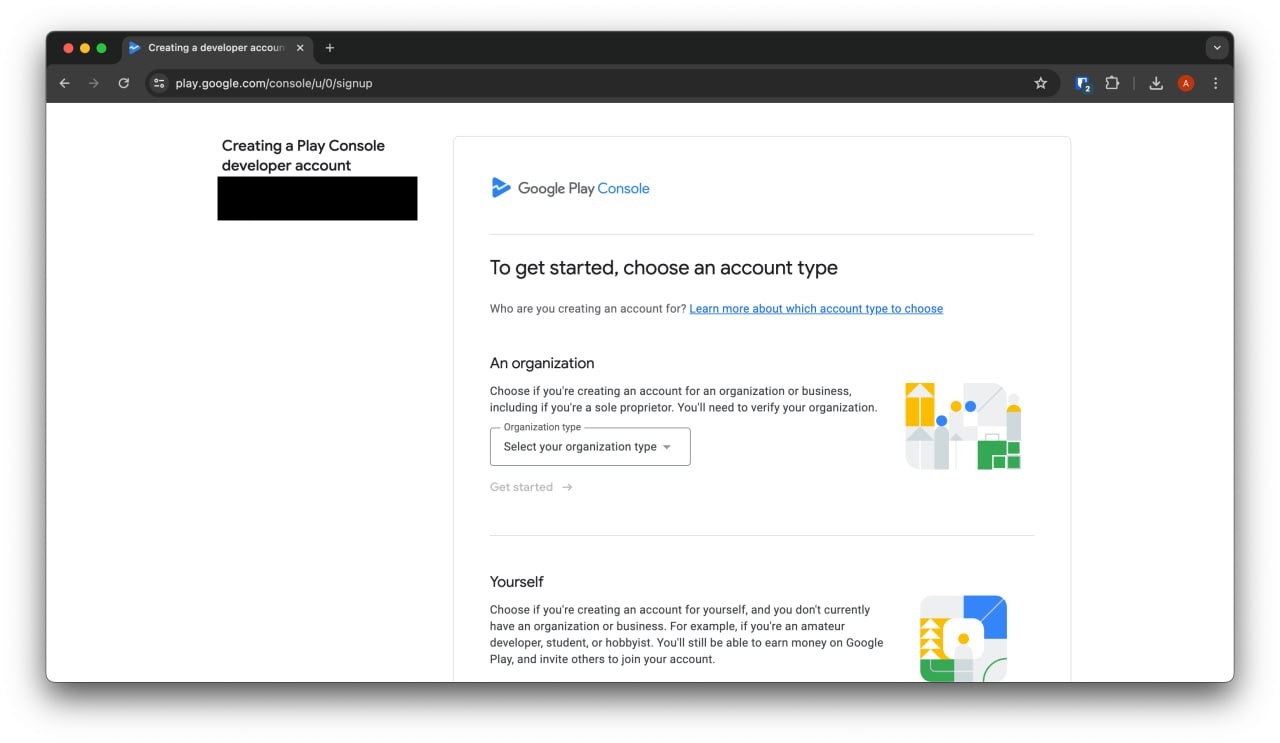 Creating a developer accoun
play.google.com/console/u/0/signup
2
A
Creating a Play Console
developer account
Google Play Console
To get started, choose an account type
Who are you creating an account for? Learn more about which account type to choose
An organization
Choose if you're creating an account for an organization or business,
including if you're a sole proprietor. You'll need to verify your organization.
Organization type
Select your organization type
Get started
Yourself
Choose if you're creating an account for yourself, and you don't currently
have an organization or business. For example, if you're an amateur
developer, student, or hobbyist. You'll still be able to earn money on Google
Play, and invite others to join your account.